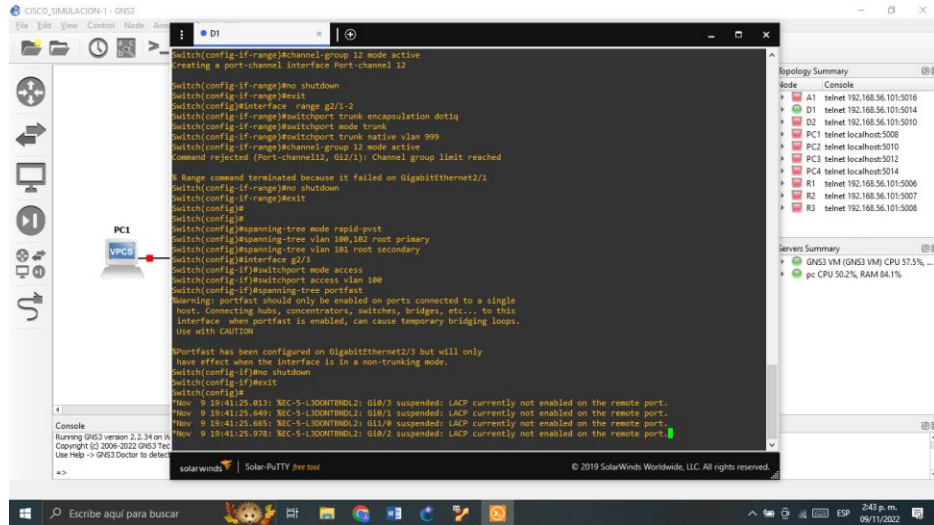 CISCO_SIMULACION-1 - GNS3
File Edit View Control Node Ann
D1
Switch(config-if-range)#channel-group 12 mode active
Creating a port-channel interface Port-channel 12
Switch(config-if-range)#no shutdown
Switch(config-if-range)#exit
Switch(config)#interface range g2/1-2
Switch(config-if-range)#switchport trunk encapsulation dot1q
Switch(config-if-range)#switchport mode trunk
Switch(config-if-range)#switchport trunk native vlan 999
Switch(config-if-range)#channel-group 12 mode active
Command rejected (Port-channel12, Gi2/1): Channel group limit reached
% Range command terminated because it failed on GigabitEthernet2/1
Switch(config-if-range)#no shutdown
Switch(config-if-range)#exit
Switch(config)#
Switch(config)#
Switch(config)#spanning-tree mode rapid-pvst
Switch(config)#spanning-tree vlan 100,102 root primary
Switch(config)#spanning-tree vlan 101 root secondary
Switch(config)#interface g2/3
Switch(config-if)#switchport mode access
Switch(config-if)#switchport access vlan 100
Switch(config-if)#spanning-tree portfast
%Warning: portfast should only be enabled on ports connected to a single
host. Connecting hubs, concentrators, switches, bridges, etc... to this
interface when portfast is enabled, can cause temporary bridging loops.
Use with CAUTION
%Portfast has been configured on GigabitEthernet2/3 but will only
have effect when the interface is in a non-trunking mode.
Switch(config-if)#no shutdown
Switch(config-if)#exit
Switch(config)#
*Nov 9 19:41:25.013: %EC-5-L3DONTBNDL2: Gi0/3 suspended: LACP currently not enabled on the remote port.
*Nov 9 19:41:25.649: %EC-5-L3DONTBNDL2: Gi0/1 suspended: LACP currently not enabled on the remote port.
*Nov 9 19:41:25.665: %EC-5-L3DONTBNDL2: Gi1/0 suspended: LACP currently not enabled on the remote port.
*Nov 9 19:41:25.978: %EC-5-L3DONTBNDL2: Gi0/2 suspended: LACP currently not enabled on the remote port.
solarwinds Solar-PuTTY free tool
© 2019 SolarWinds Worldwide, LLC. All rights reserved.
PC1
VPCS
Topology Summary
Node Console
A1 telnet 192.168.56.101:5016
D1 telnet 192.168.56.101:5014
D2 telnet 192.168.56.101:5010
PC1 telnet localhost:5008
PC2 telnet localhost:5010
PC3 telnet localhost:5012
PC4 telnet localhost:5014
R1 telnet 192.168.56.101:5006
R2 telnet 192.168.56.101:5007
R3 telnet 192.168.56.101:5008
Servers Summary
GNS3 VM (GNS3 VM) CPU 57.5%, ...
pc CPU 50.2%, RAM 84.1%
Console
Running GNS3 version 2.2.34 on W
Copyright (c) 2006-2022 GNS3 Tec
Use Help -> GNS3 Doctor to detect
=>
Escribe aquí para buscar
ESP
2:43 p. m.
09/11/2022